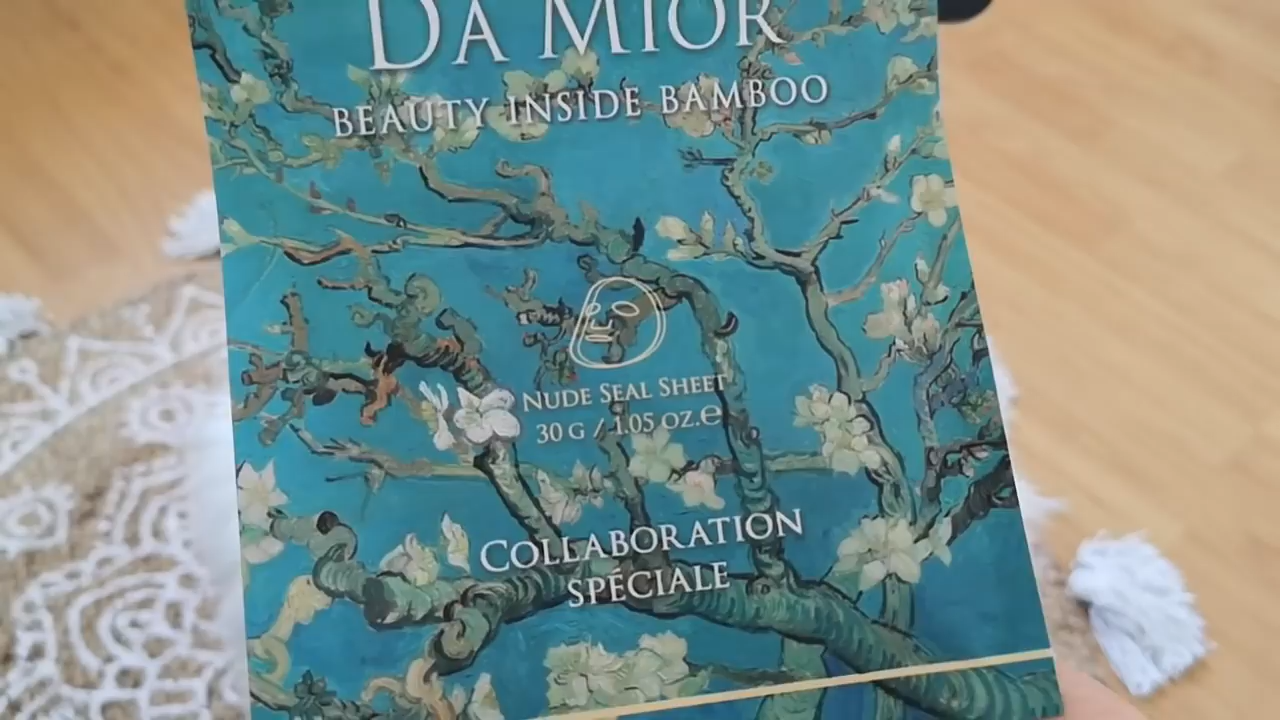 DA MIOR
BEAUTY INSIDE BAMBOO
NUDE SEAL SHEET
30 G / 1.05 OZ.℮
COLLABORATION
SPÉCIALE